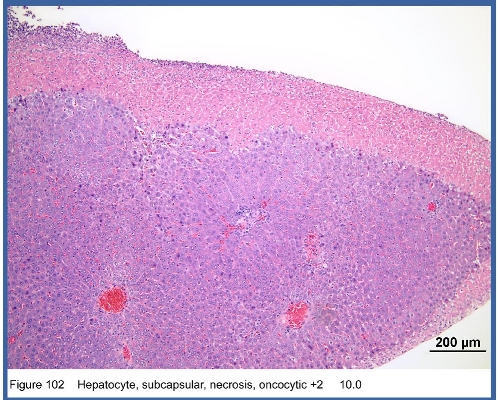 200 µm
Figure 102 Hepatocyte, subcapsular, necrosis, oncocytic +2 10.0